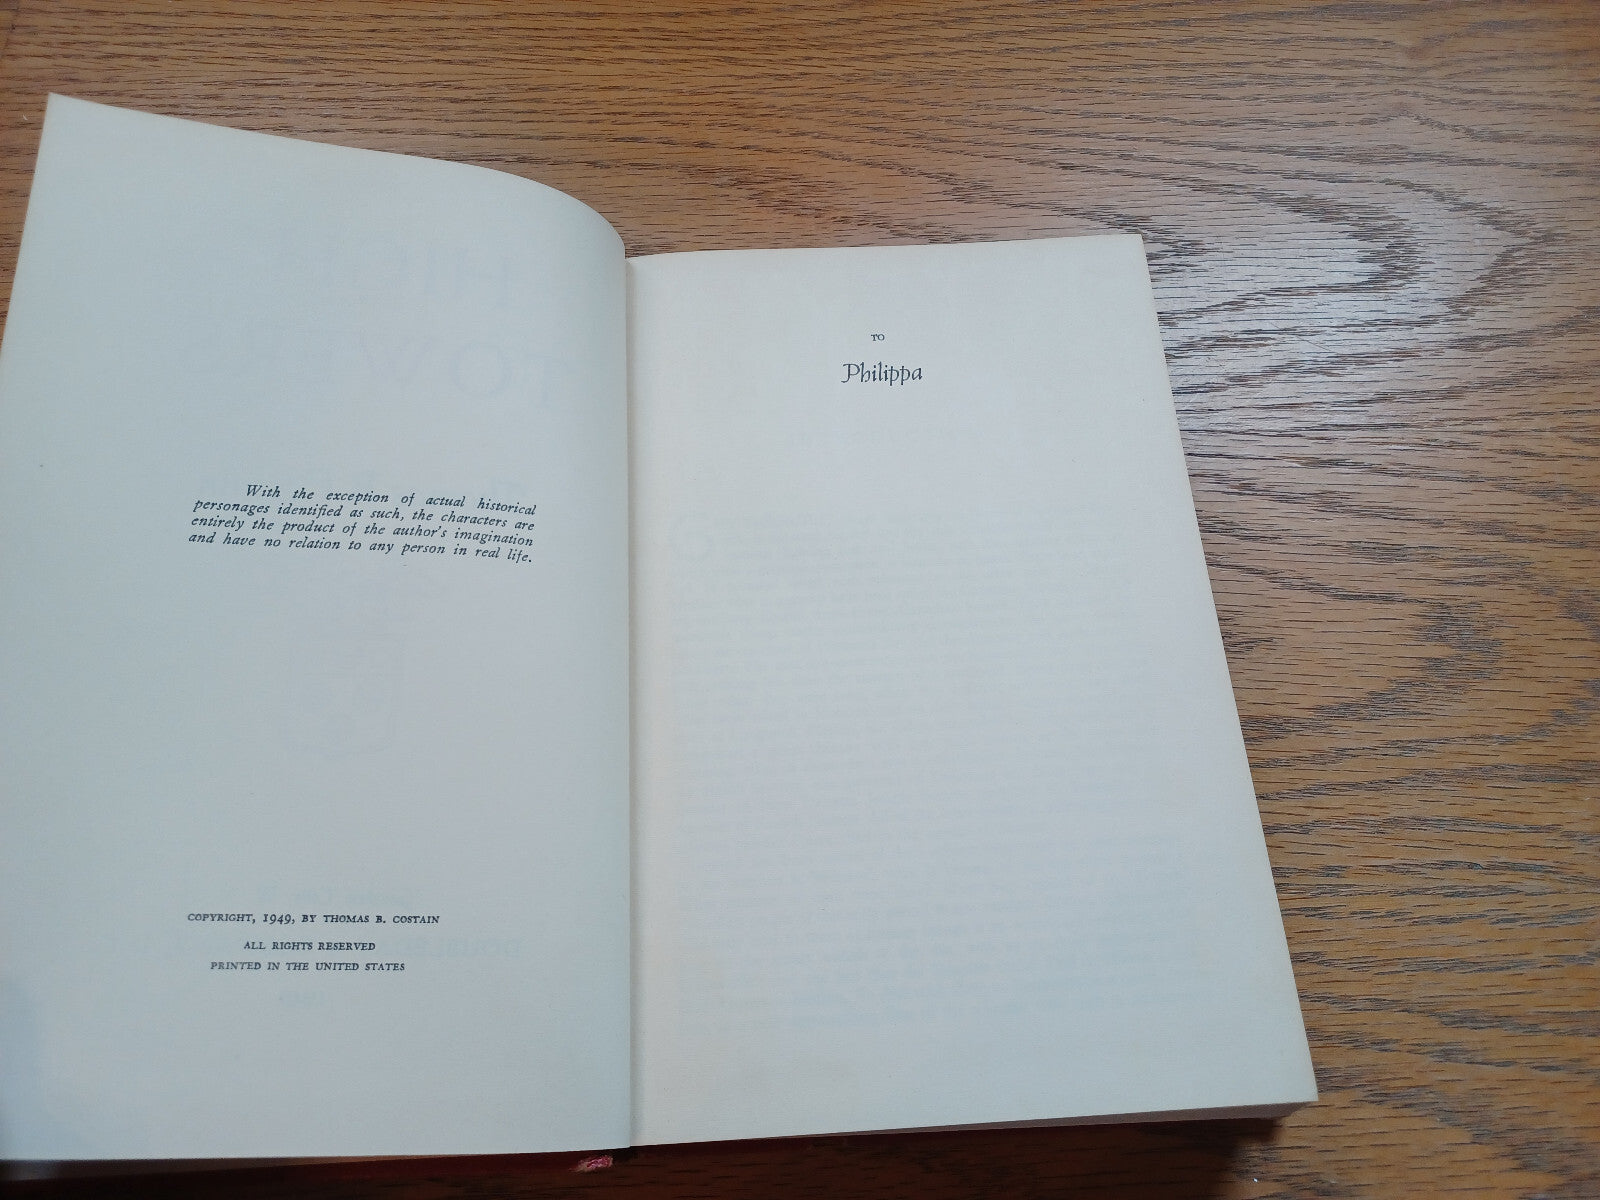 With the exception of actual historical
personages identified as such, the characters are
entirely the product of the author's imagination
and have no relation to any person in real life.
COPYRIGHT, 1949, BY THOMAS B. COSTAIN
ALL RIGHTS RESERVED
PRINTED IN THE UNITED STATES
TO
Philippa